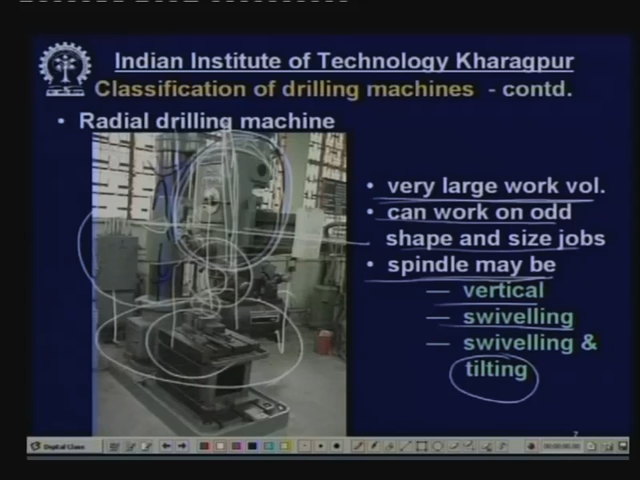 Indian Institute of Technology Kharagpur
Classification of drilling machines - contd.
• Radial drilling machine
• very large work vol.
• can work on odd
shape and size jobs
• spindle may be
— vertical
— swivelling
— swivelling &
tilting
7
Digital Class